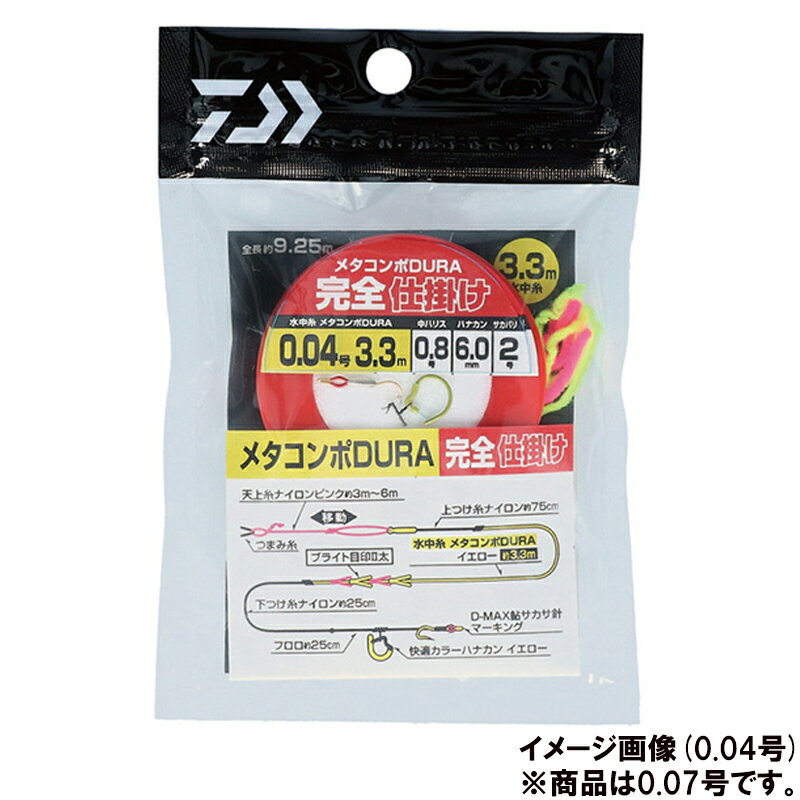 全長約9.25m
メタコンポDURA
完全仕掛け
3.3m
水中糸
水中糸 メタコンポDURA
中ハリス
ハナカン
サカバリ
0.04号 3.3m
0.8号
6.0mm
2号
メタコンポDURA 完全仕掛け
天上糸ナイロンピンク約3m〜6m
移動
上つけ糸ナイロン約75cm
つまみ糸
水中糸 メタコンポDURA
イエロー 約3.3m
ブライト目印Ⅱ太
下つけ糸ナイロン約25cm
D-MAX鮎サカサ針
マーキング
フロロ約25cm
快適カラーハナカン イエロー
イメージ画像(0.04号)
※商品は0.07号です。